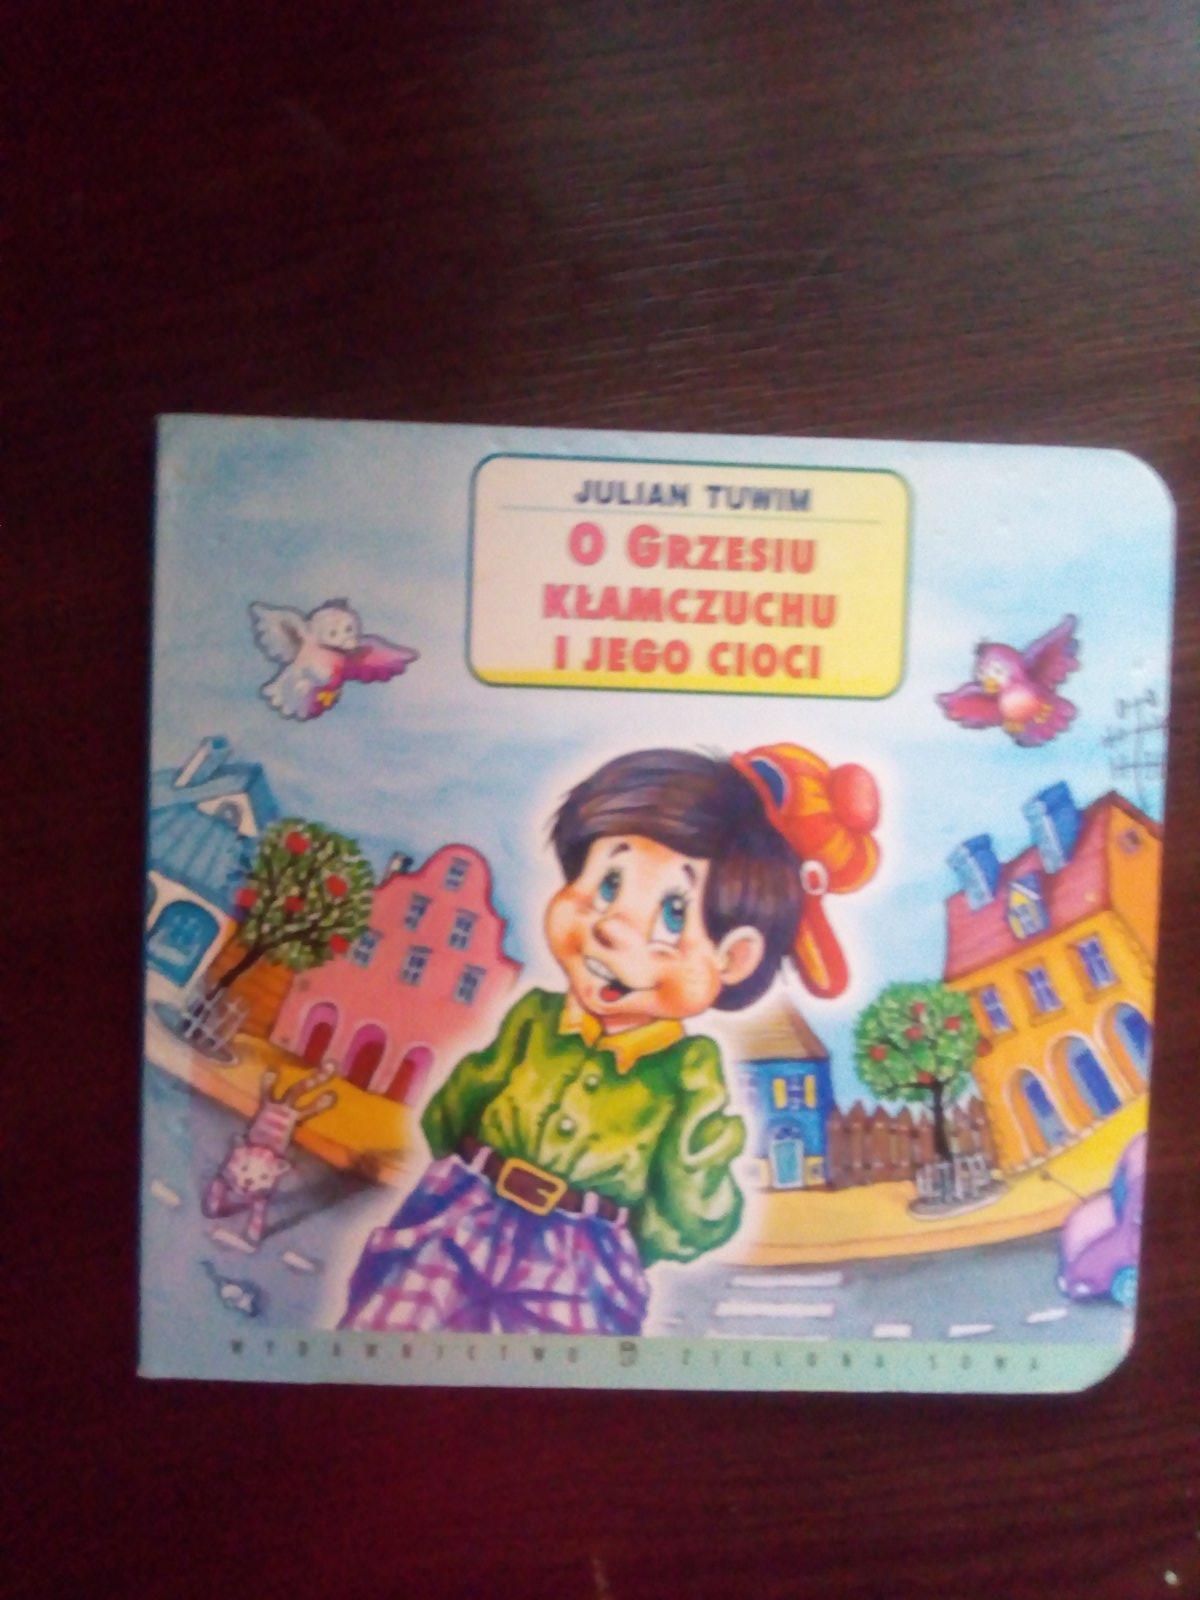 JULIAN TUWIM
O GRZESIU
KŁAMCZUCHU
I JEGO CIOCI
WYDAWNICTWO ZIELONA SOWA